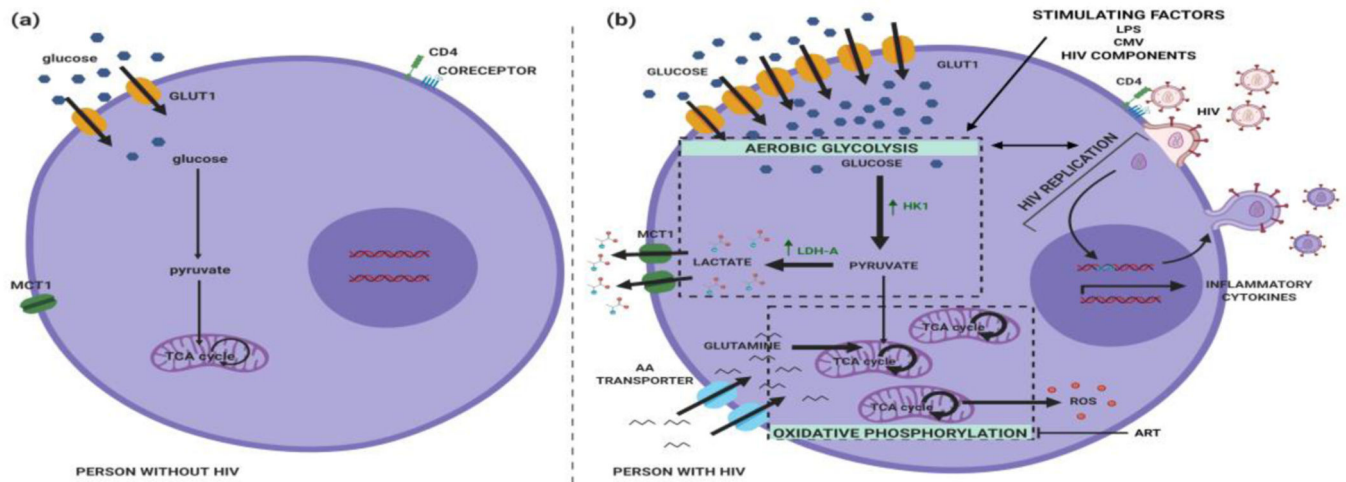 (a)
glucose
GLUT1
CD4
CORECEPTOR
glucose
pyruvate
MCT1
TCA cycle
PERSON WITHOUT HIV
(b)
STIMULATING FACTORS
LPS
CMV
HIV COMPONENTS
GLUCOSE
GLUT1
CD4
HIV
AEROBIC GLYCOLYSIS
GLUCOSE
HIV REPLICATION
HK1
MCT1
LDH-A
LACTATE
PYRUVATE
INFLAMMATORY
CYTOKINES
TCA cycle
GLUTAMINE
TCA cycle
AA
TRANSPORTER
TCA cycle
ROS
OXIDATIVE PHOSPHORYLATION
ART
PERSON WITH HIV